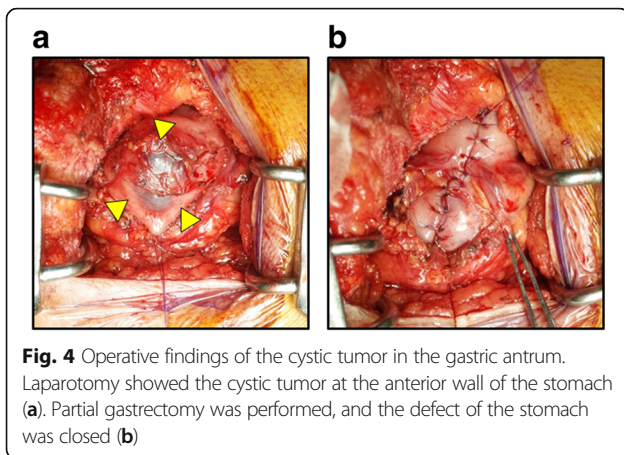 a
b
Fig. 4 Operative findings of the cystic tumor in the gastric antrum.
Laparotomy showed the cystic tumor at the anterior wall of the stomach
(a). Partial gastrectomy was performed, and the defect of the stomach
was closed (b)